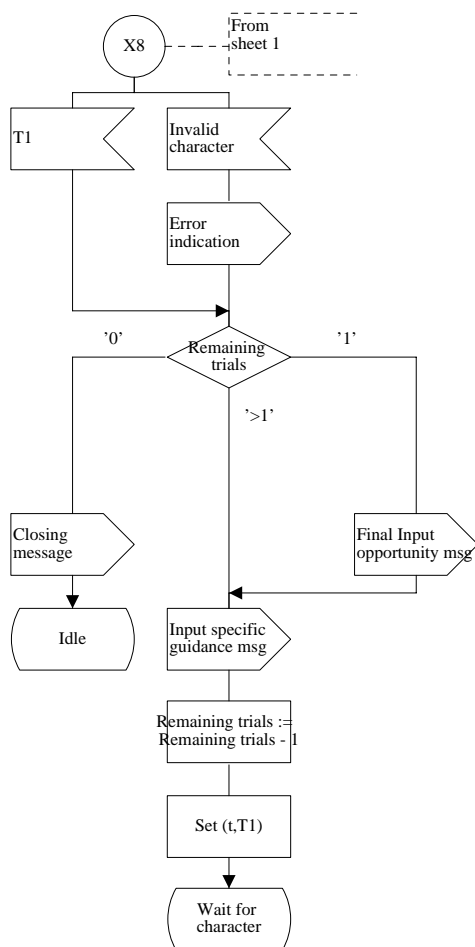 X8
From
sheet 1
T1
Invalid
character
Error
indication
'0'
Remaining
trials
'1'
'>1'
Closing
message
Final Input
opportunity msg
Idle
Input specific
guidance msg
Remaining trials :=
Remaining trials - 1
Set (t,T1)
Wait for
character